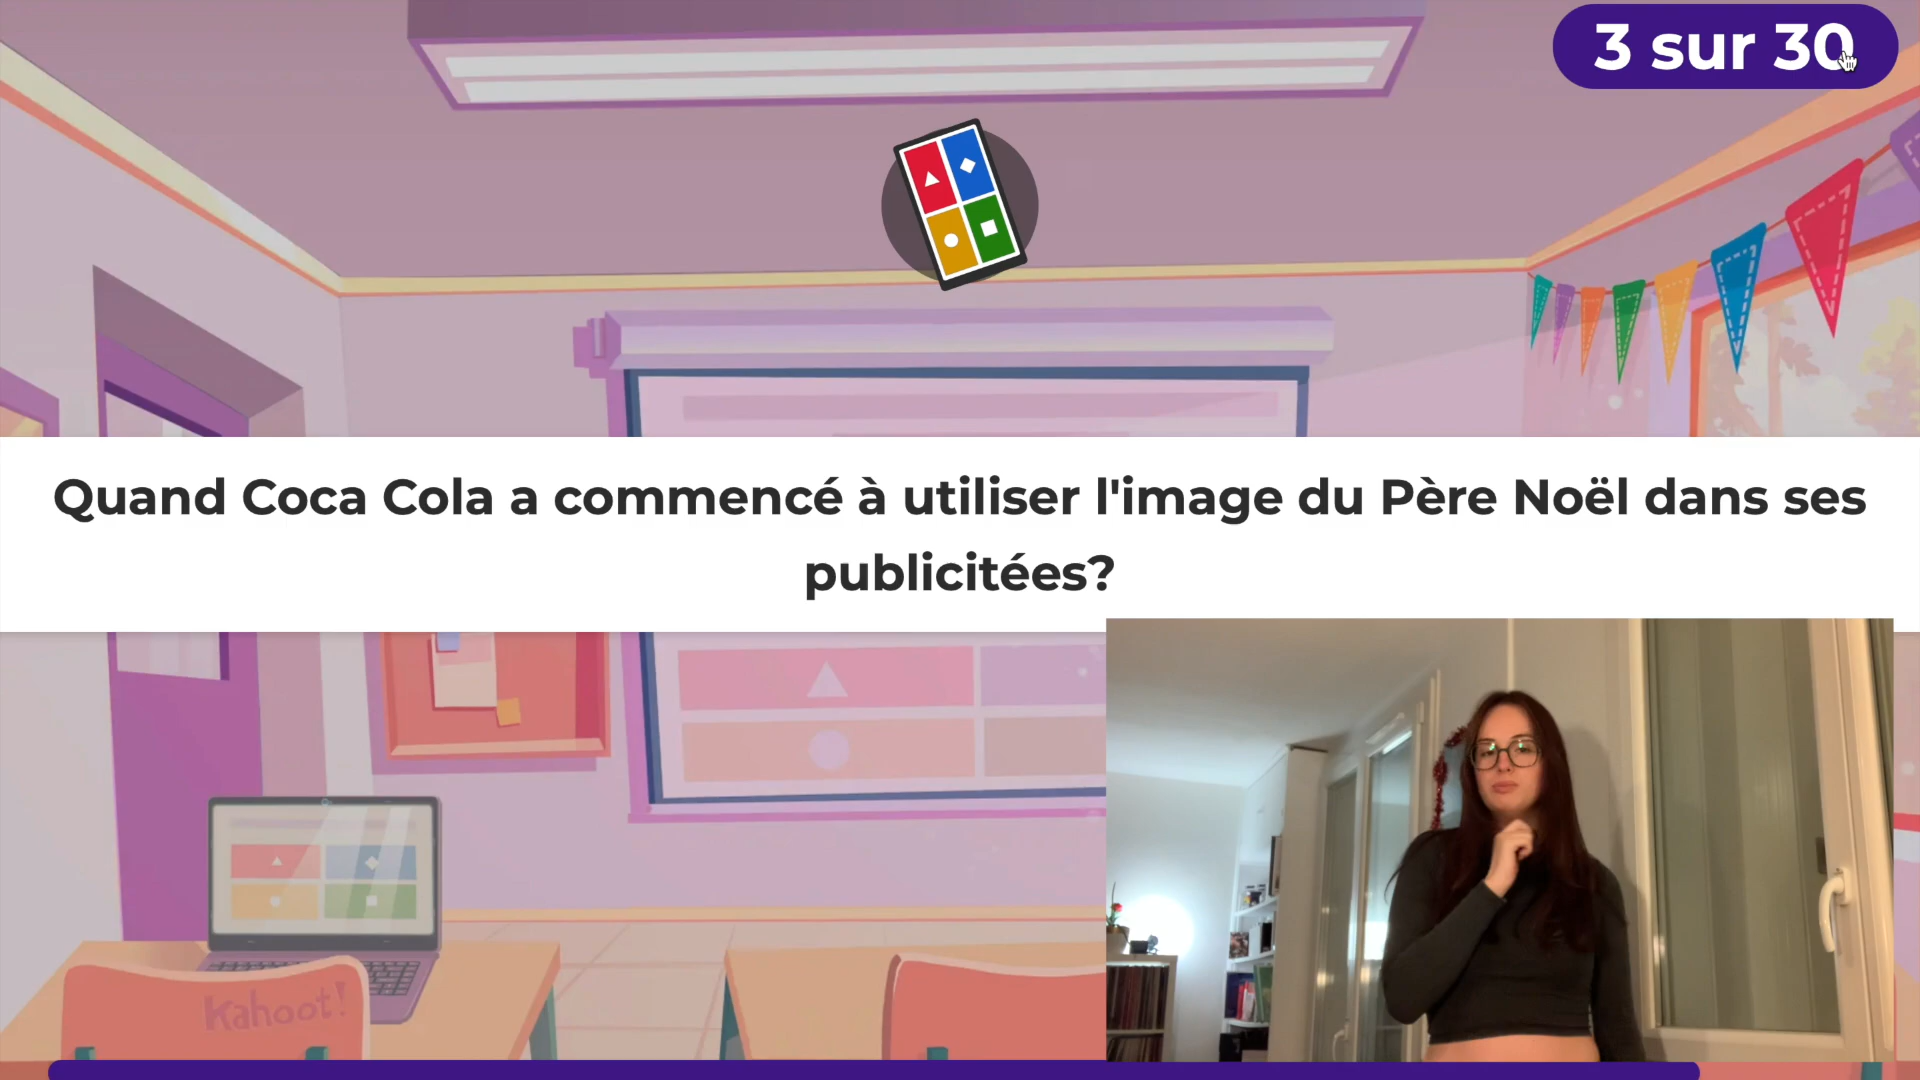 3 sur 30
Quand Coca Cola a commencé à utiliser l'image du Père Noël dans ses
publicitées?
Kahoot!